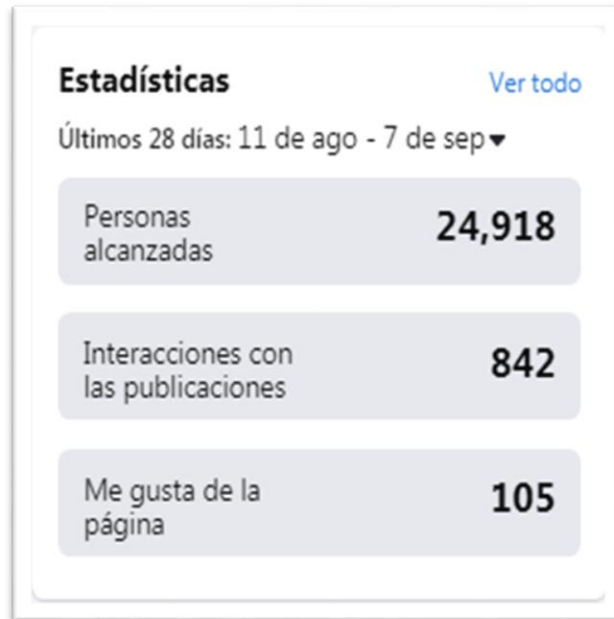 Estadísticas Ver todo
Últimos 28 días: 11 de ago - 7 de sep
Personas
alcanzadas
24,918
Interacciones con
las publicaciones
842
Me gusta de la
página
105